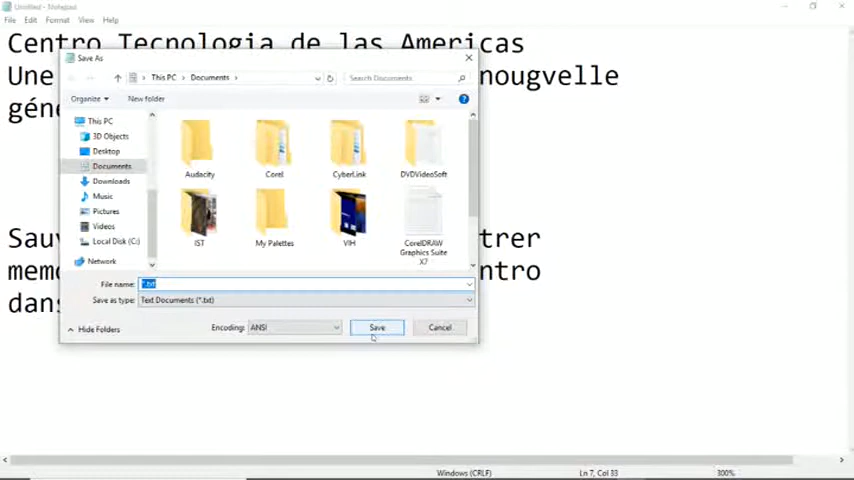 Untitled - Notepad
File Edit Format View Help
Centro Tecnologia de las Americas
Une nougvelle
géné
Sauv trer
memo ntro
dans
Save As
This PC > Documents >
Search Documents
Organize New folder
This PC
3D Objects
Desktop
Documents
Downloads
Music
Pictures
Videos
Local Disk (C:)
Network
Audacity Corel CyberLink DVDVideoSoft
IST My Palettes VIH CorelDRAW
Graphics Suite
X7
File name: *.txt
Save as type: Text Documents (*.txt)
Hide Folders Encoding: ANSI Save Cancel
Windows (CRLF) Ln 7, Col 33 300%